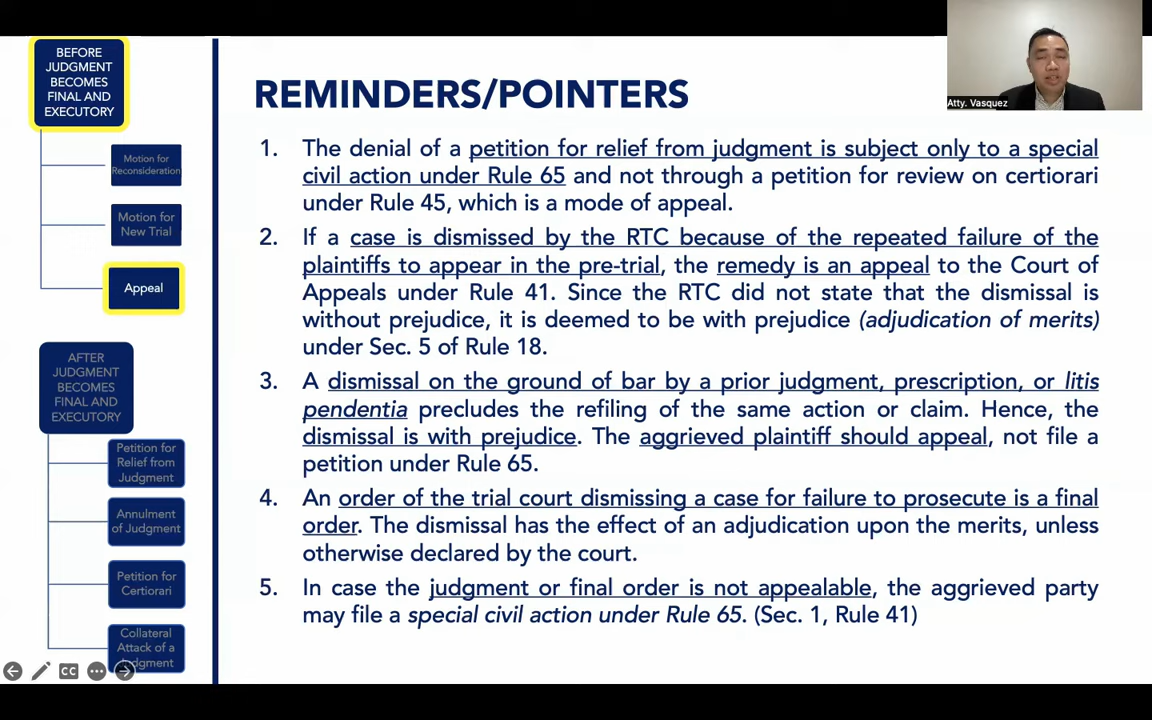 BEFORE
JUDGMENT
BECOMES
FINAL AND
EXECUTORY
Motion for
Reconsideration
Motion for
New Trial
Appeal
AFTER
JUDGMENT
BECOMES
FINAL AND
EXECUTORY
Petition for
Relief from
Judgment
Annulment
of Judgment
Petition for
Certiorari
Collateral
Attack of a
Judgment
CC
REMINDERS/POINTERS
1. The denial of a petition for relief from judgment is subject only to a special
civil action under Rule 65 and not through a petition for review on certiorari
under Rule 45, which is a mode of appeal.
2. If a case is dismissed by the RTC because of the repeated failure of the
plaintiffs to appear in the pre-trial, the remedy is an appeal to the Court of
Appeals under Rule 41. Since the RTC did not state that the dismissal is
without prejudice, it is deemed to be with prejudice (adjudication of merits)
under Sec. 5 of Rule 18.
3. A dismissal on the ground of bar by a prior judgment, prescription, or litis
pendentia precludes the refiling of the same action or claim. Hence, the
dismissal is with prejudice. The aggrieved plaintiff should appeal, not file a
petition under Rule 65.
4. An order of the trial court dismissing a case for failure to prosecute is a final
order. The dismissal has the effect of an adjudication upon the merits, unless
otherwise declared by the court.
5. In case the judgment or final order is not appealable, the aggrieved party
may file a special civil action under Rule 65. (Sec. 1, Rule 41)
Atty. Vasquez